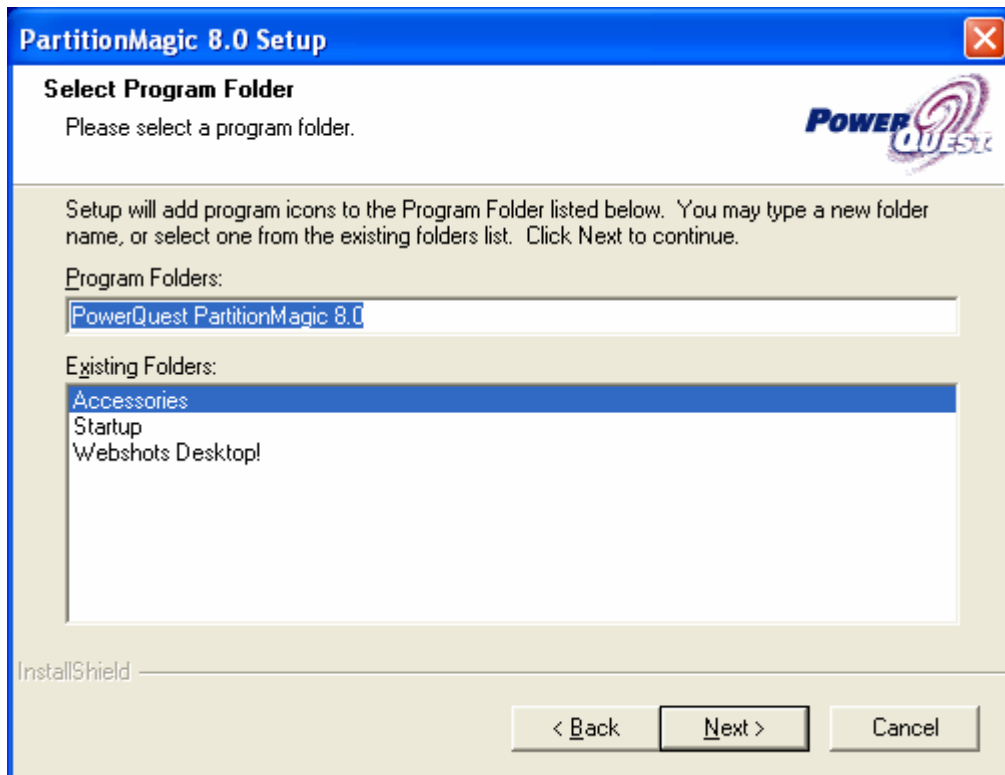 PartitionMagic 8.0 Setup
Select Program Folder
Please select a program folder.
POWER
QUEST
Setup will add program icons to the Program Folder listed below.  You may type a new folder
name, or select one from the existing folders list.  Click Next to continue.
Program Folders:
PowerQuest PartitionMagic 8.0
Existing Folders:
Accessories
Startup
Webshots Desktop!
InstallShield
< Back
Next >
Cancel